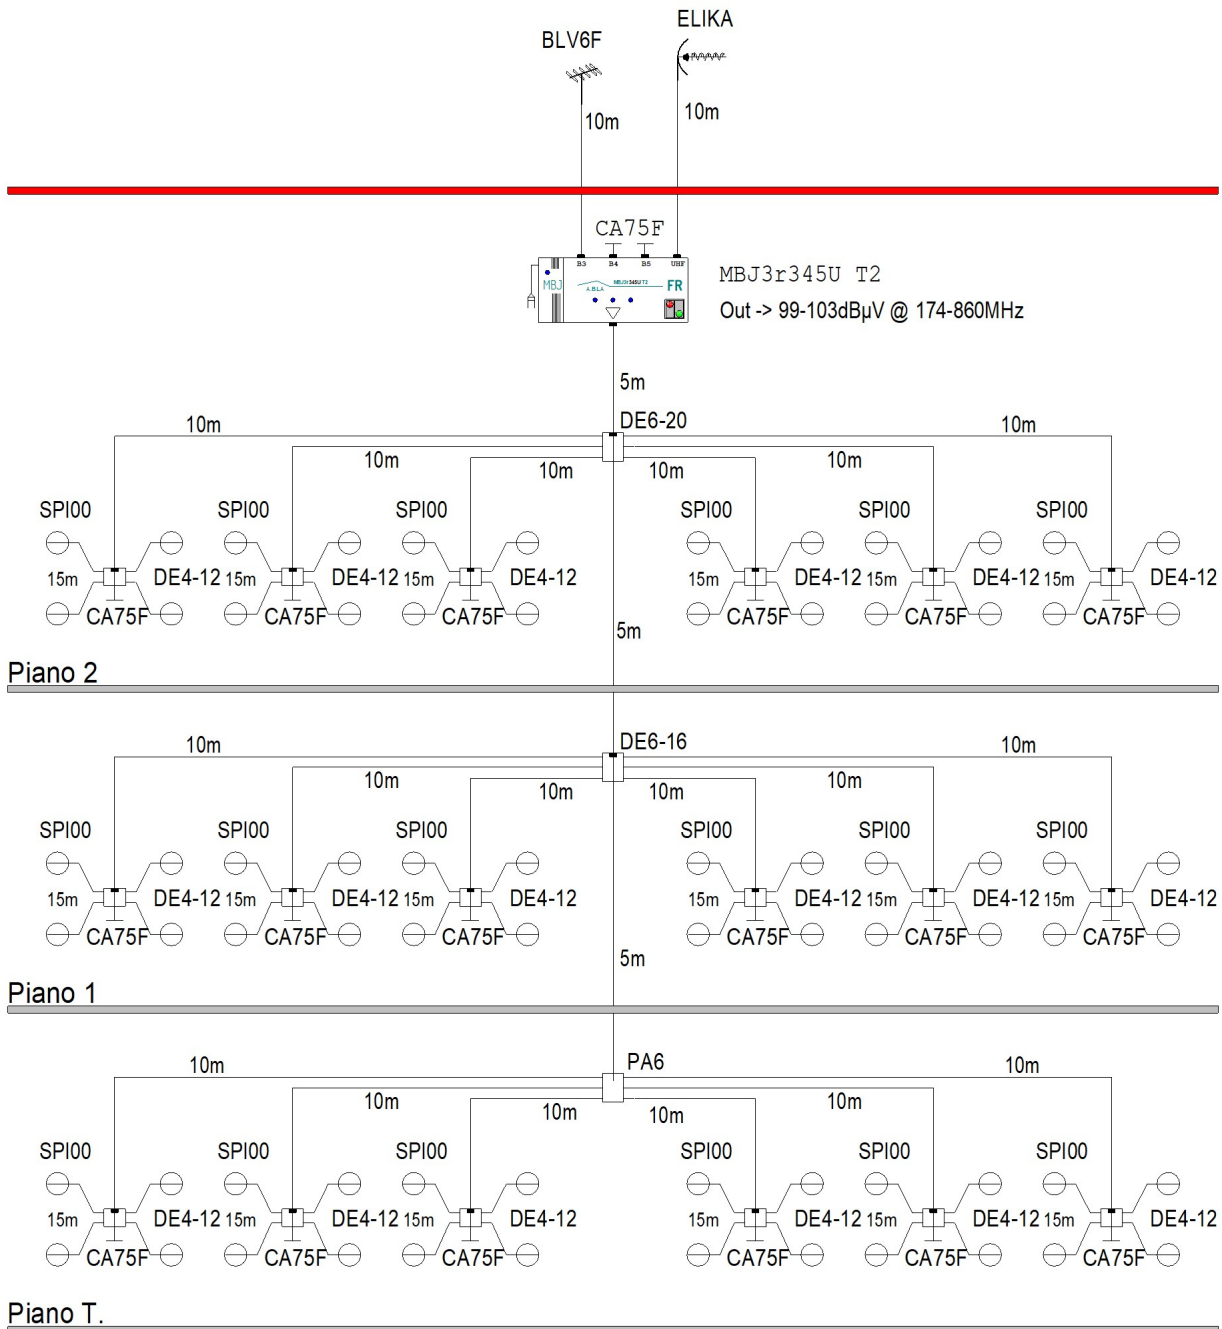 ELIKA
BLV6F
10m
10m
CA75F
B3 B4 B5 UHF
MBJ
A.BI.A
MBJ3r345U T2
FR
MBJ3r345U T2
Out -> 99-103dBµV @ 174-860MHz
5m
DE6-20
10m 10m
10m 10m 10m 10m
SPI00 SPI00 SPI00 SPI00 SPI00 SPI00
15m DE4-12 15m DE4-12 15m DE4-12 15m DE4-12 15m DE4-12 15m DE4-12
CA75F CA75F CA75F CA75F CA75F CA75F
5m
Piano 2
DE6-16
10m 10m
10m 10m 10m 10m
SPI00 SPI00 SPI00 SPI00 SPI00 SPI00
15m DE4-12 15m DE4-12 15m DE4-12 15m DE4-12 15m DE4-12 15m DE4-12
CA75F CA75F CA75F CA75F CA75F CA75F
5m
Piano 1
PA6
10m 10m
10m 10m 10m 10m
SPI00 SPI00 SPI00 SPI00 SPI00 SPI00
15m DE4-12 15m DE4-12 15m DE4-12 15m DE4-12 15m DE4-12 15m DE4-12
CA75F CA75F CA75F CA75F CA75F CA75F
Piano T.